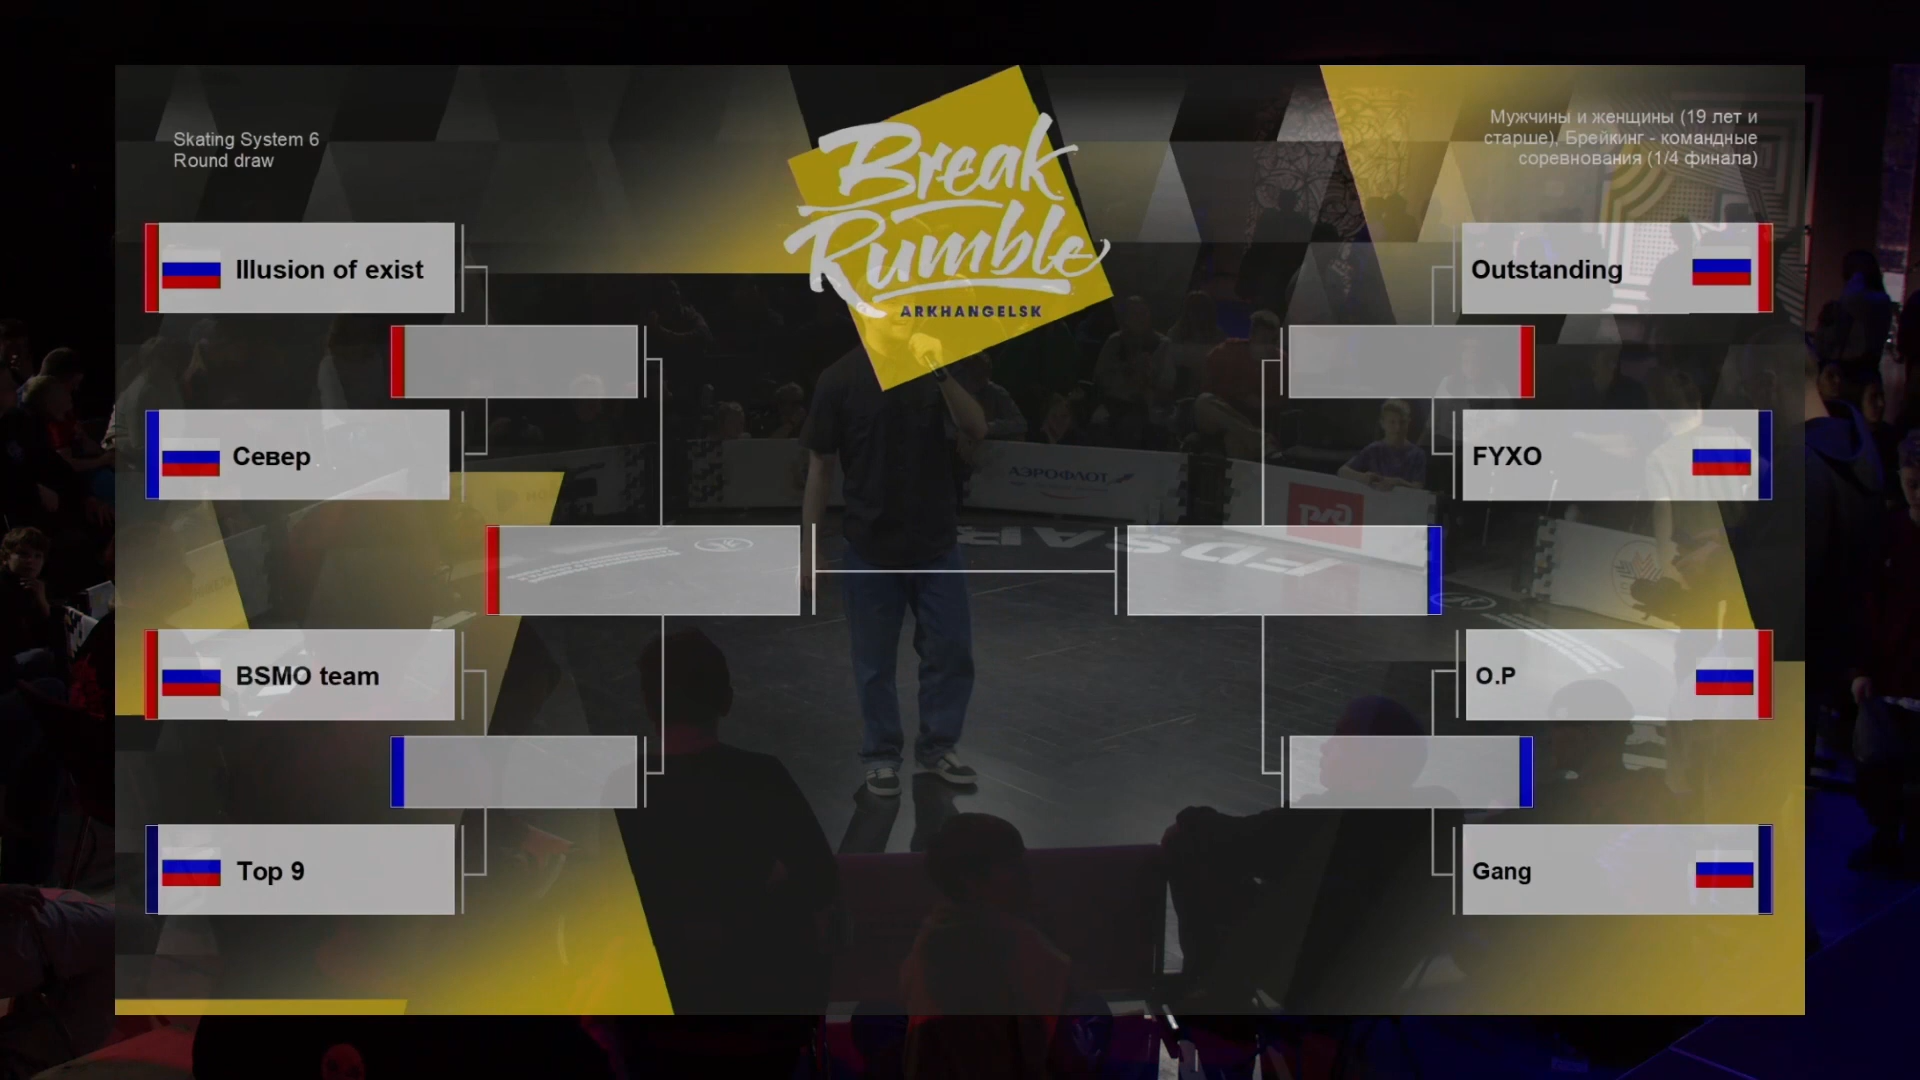 Skating System 6
Round draw
Break
Rumble
ARKHANGELSK
Мужчины и женщины (19 лет и
старше), Брейкинг - командные
соревнования (1/4 финала)
Illusion of exist
Север
BSMO team
Top 9
Outstanding
FYXO
O.P
Gang
АЭРОФЛОТ